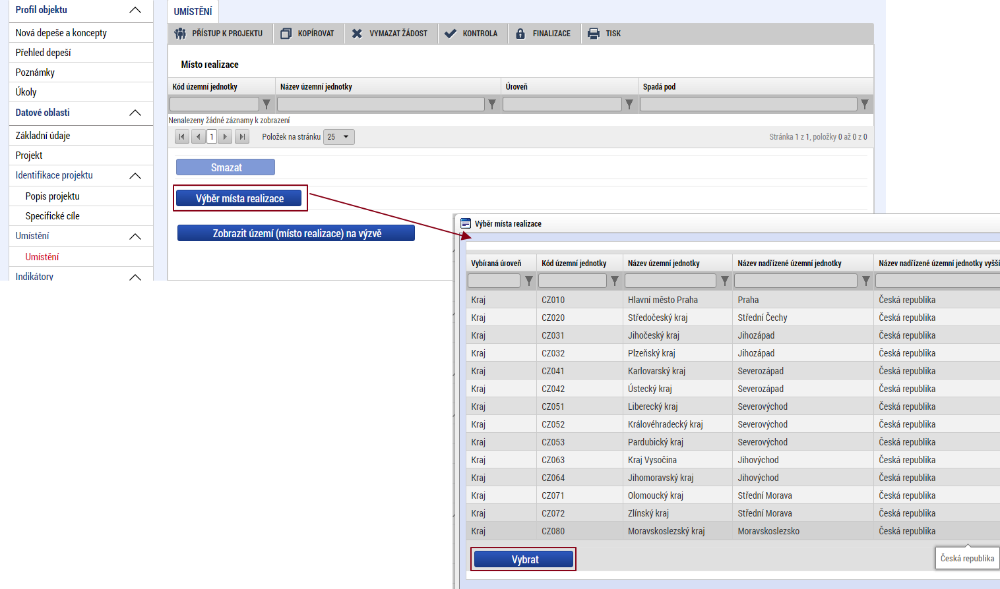 Profil objektu
Nová depeše a koncepty
Přehled depeší
Poznámky
Úkoly
Datové oblasti
Základní údaje
Projekt
Identifikace projektu
Popis projektu
Specifické cíle
Umístění
Umístění
Indikátory
UMÍSTĚNÍ
PŘÍSTUP K PROJEKTU KOPÍROVAT VYMAZAT ŽÁDOST KONTROLA FINALIZACE TISK
Místo realizace
Kód územní jednotky Název územní jednotky Úroveň Spadá pod
Nenalezeny žádné záznamy k zobrazení
1 Položek na stránku 25 Stránka 1 z 1, položky 0 až 0 z 0
Smazat
Výběr místa realizace
Zobrazit území (místo realizace) na výzvě
Výběr místa realizace
Vybíraná úroveň Kód územní jednotky Název územní jednotky Název nadřízené územní jednotky Název nadřízené územní jednotky vyšší
Kraj CZ010 Hlavní město Praha Praha Česká republika
Kraj CZ020 Středočeský kraj Střední Čechy Česká republika
Kraj CZ031 Jihočeský kraj Jihozápad Česká republika
Kraj CZ032 Plzeňský kraj Jihozápad Česká republika
Kraj CZ041 Karlovarský kraj Severozápad Česká republika
Kraj CZ042 Ústecký kraj Severozápad Česká republika
Kraj CZ051 Liberecký kraj Severovýchod Česká republika
Kraj CZ052 Královéhradecký kraj Severovýchod Česká republika
Kraj CZ053 Pardubický kraj Severovýchod Česká republika
Kraj CZ063 Kraj Vysočina Jihovýchod Česká republika
Kraj CZ064 Jihomoravský kraj Jihovýchod Česká republika
Kraj CZ071 Olomoucký kraj Střední Morava Česká republika
Kraj CZ072 Zlínský kraj Střední Morava Česká republika
Kraj CZ080 Moravskoslezský kraj Moravskoslezsko Česká republika
Vybrat
Česká republika